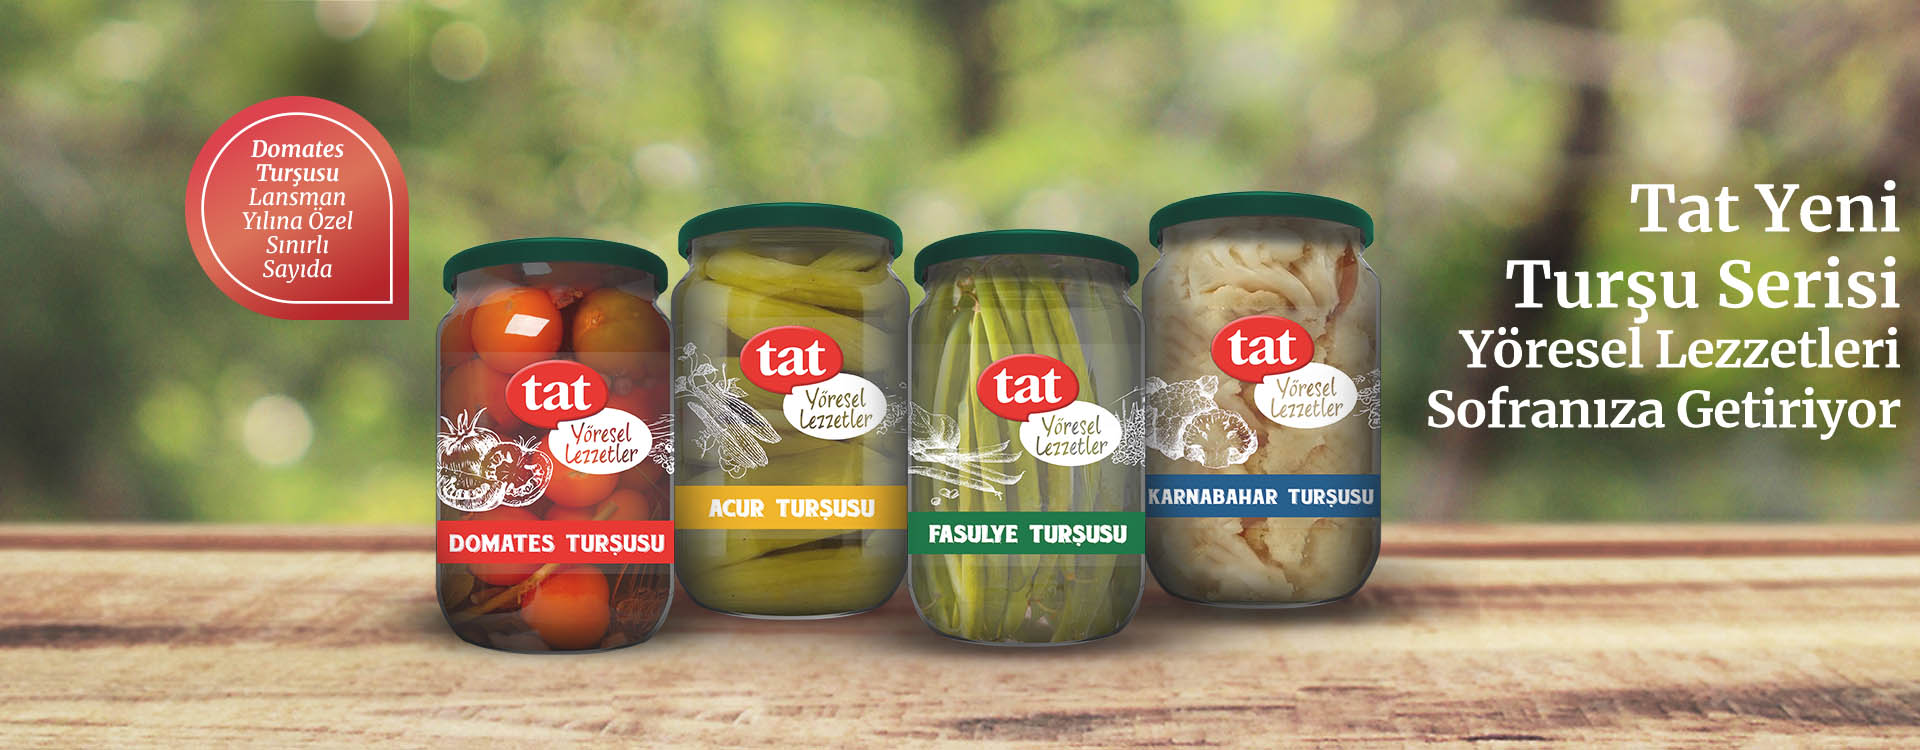 Domates
Turşusu
Lansman
Yılına Özel
Sınırlı
Sayıda
tat
Yöresel
Lezzetler
DOMATES TURŞUSU
tat
Yöresel
Lezzetler
ACUR TURŞUSU
tat
Yöresel
Lezzetler
FASULYE TURŞUSU
tat
Yöresel
Lezzetler
KARNABAHAR TURŞUSU
Tat Yeni
Turşu Serisi
Yöresel Lezzetleri
Sofranıza Getiriyor